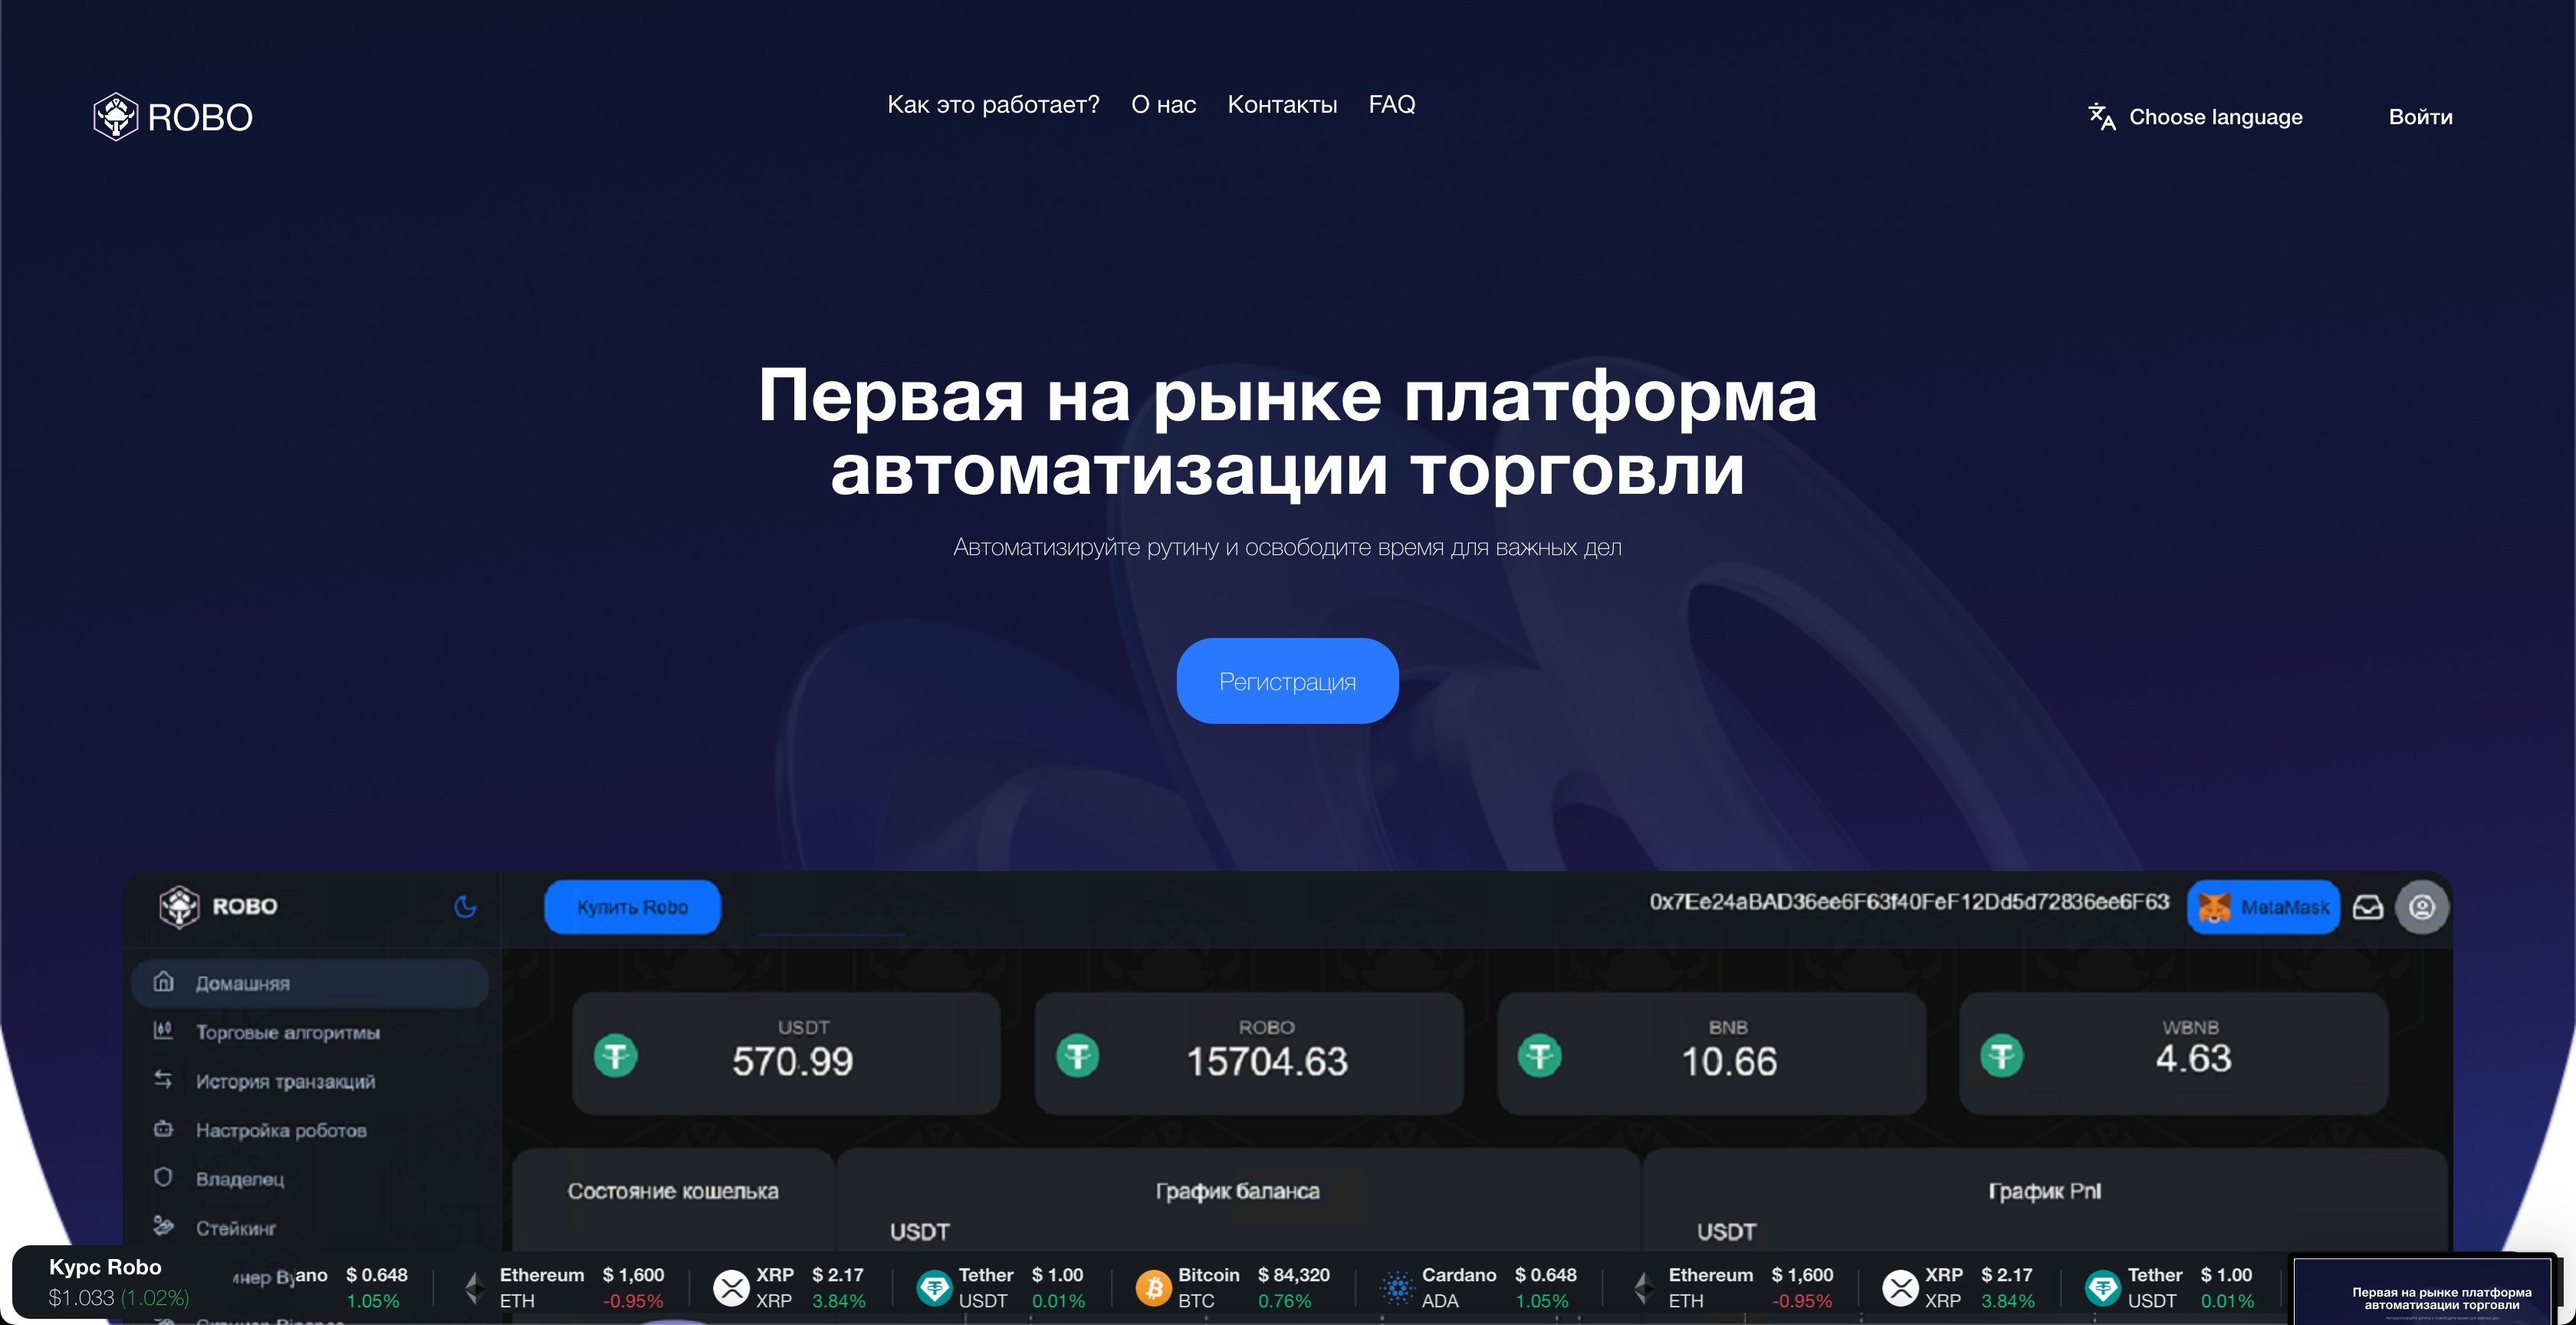 ROBO
Как это работает? О нас Контакты FAQ
Choose language
Войти
Первая на рынке платформа
автоматизации торговли
Автоматизируйте рутину и освободите время для важных дел
Регистрация
ROBO
Купить Robo
0x7Ee24aBAD36ee6F63f40FeF12Dd5d72836ee6F63
MetaMask
Домашняя
Торговые алгоритмы
История транзакций
Настройка роботов
Владелец
Стейкинг
USDT
570.99
ROBO
15704.63
BNB
10.66
WBNB
4.63
Состояние кошелька
График баланса
USDT
График Pnl
USDT
Курс Robo
$1.033 (1.02%)
ano $ 0.648
1.05%
Ethereum $ 1,600
ETH -0.95%
XRP $ 2.17
XRP 3.84%
Tether $ 1.00
USDT 0.01%
Bitcoin $ 84,320
BTC 0.76%
Cardano $ 0.648
ADA 1.05%
Ethereum $ 1,600
ETH -0.95%
XRP $ 2.17
XRP 3.84%
Tether $ 1.00
USDT 0.01%
Первая на рынке платформа
автоматизации торговли